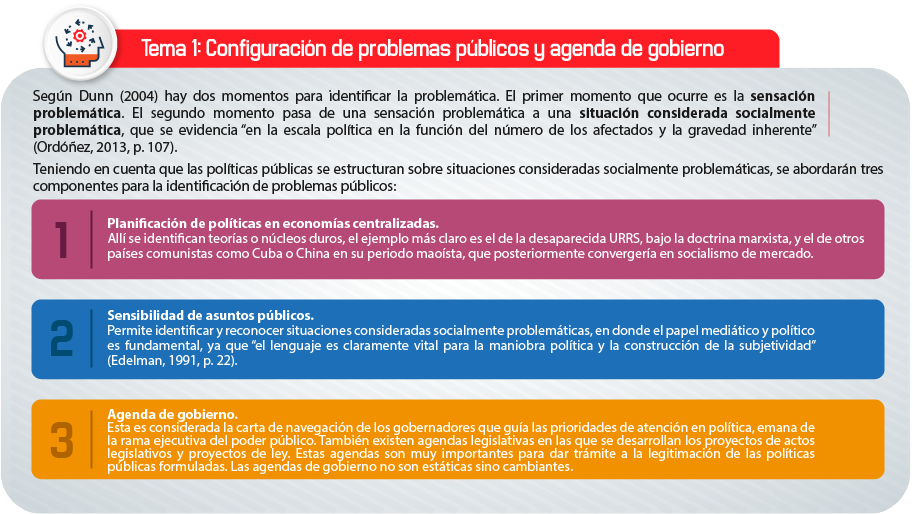 Tema 1: Configuración de problemas públicos y agenda de gobierno
Según Dunn (2004) hay dos momentos para identificar la problemática. El primer momento que ocurre es la sensación
problemática. El segundo momento pasa de una sensación problemática a una situación considerada socialmente
problemática, que se evidencia “en la escala política en la función del número de los afectados y la gravedad inherente”
(Ordóñez, 2013, p. 107).
Teniendo en cuenta que las políticas públicas se estructuran sobre situaciones consideradas socialmente problemáticas, se abordarán tres
componentes para la identificación de problemas públicos:
1
Planificación de políticas en economías centralizadas.
Allí se identifican teorías o núcleos duros, el ejemplo más claro es el de la desaparecida URRS, bajo la doctrina marxista, y el de otros
países comunistas como Cuba o China en su periodo maoísta, que posteriormente convergería en socialismo de mercado.
2
Sensibilidad de asuntos públicos.
Permite identificar y reconocer situaciones consideradas socialmente problemáticas, en donde el papel mediático y político
es fundamental, ya que “el lenguaje es claramente vital para la maniobra política y la construcción de la subjetividad”
(Edelman, 1991, p. 22).
3
Agenda de gobierno.
Esta es considerada la carta de navegación de los gobernadores que guía las prioridades de atención en política, emana de
la rama ejecutiva del poder público. También existen agendas legislativas en las que se desarrollan los proyectos de actos
legislativos y proyectos de ley. Estas agendas son muy importantes para dar trámite a la legitimación de las políticas
públicas formuladas. Las agendas de gobierno no son estáticas sino cambiantes.